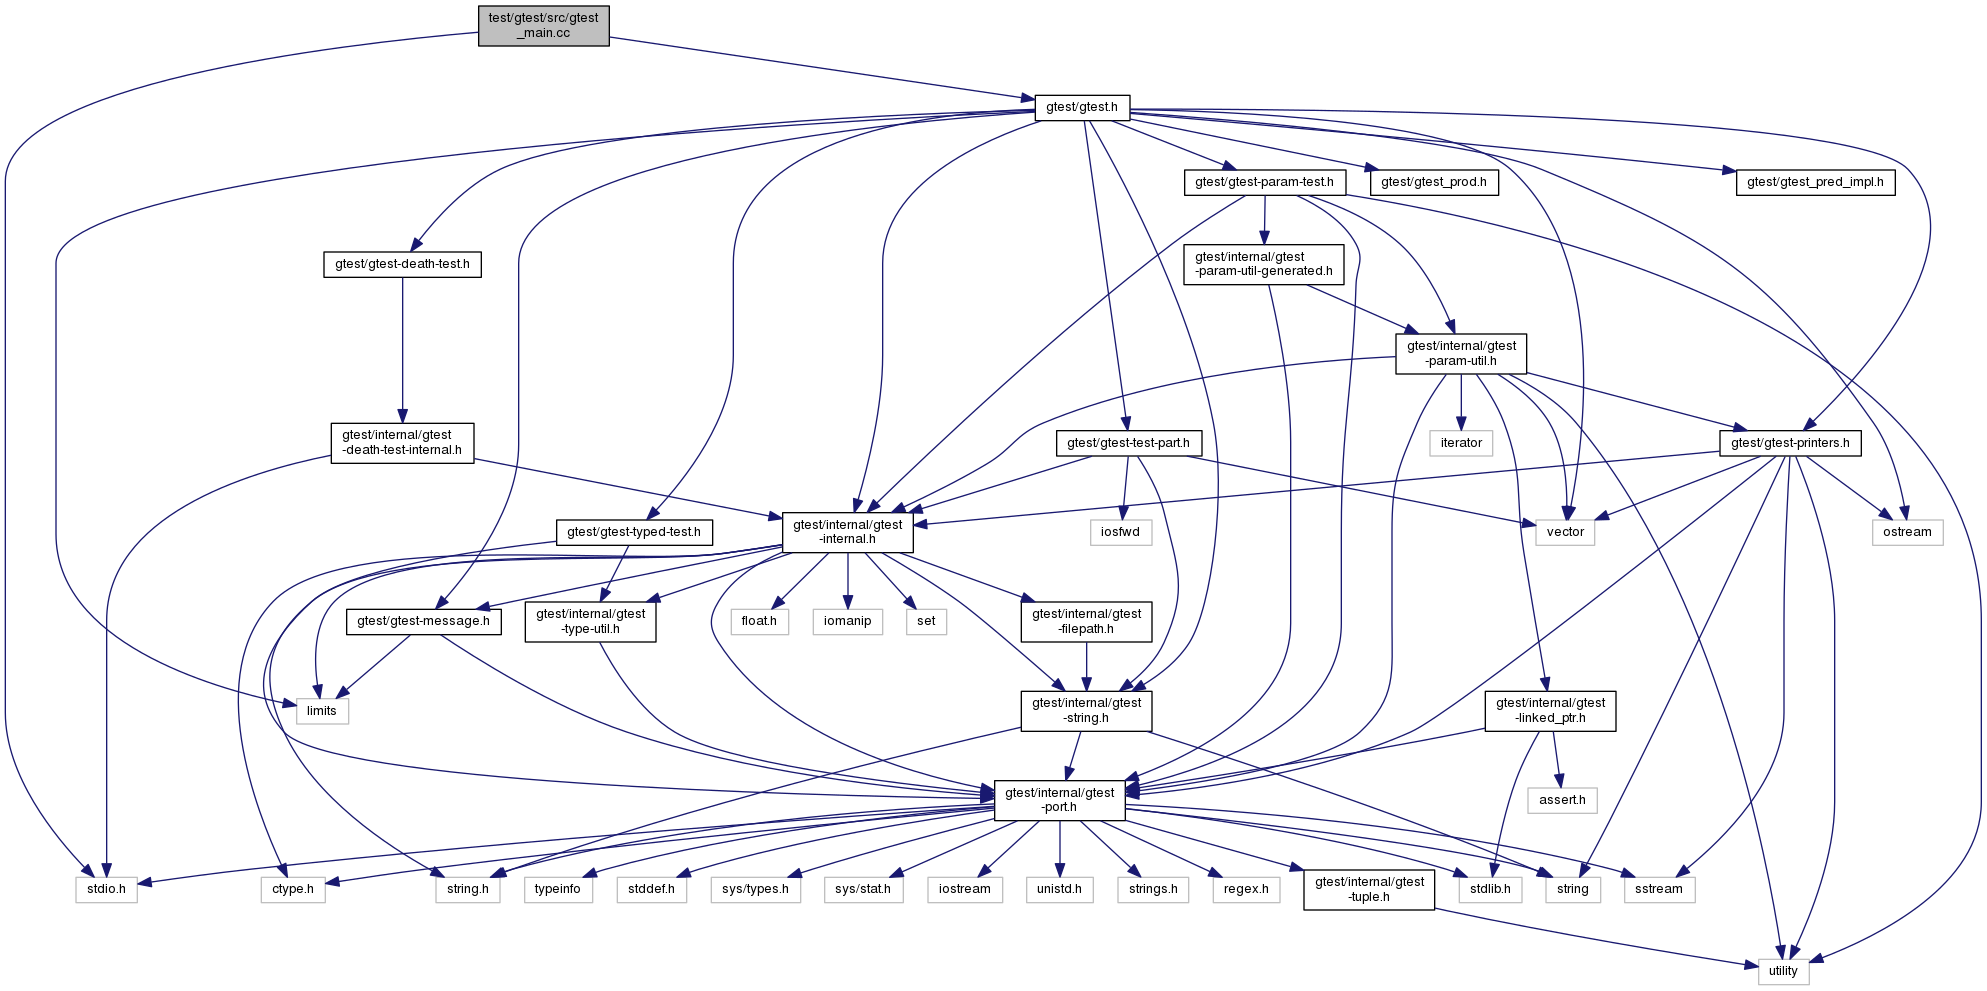 test/gtest/src/gtest
_main.cc
gtest/gtest.h
gtest/gtest-param-test.h
gtest/gtest_prod.h
gtest/gtest_pred_impl.h
gtest/gtest-death-test.h
gtest/internal/gtest
-param-util-generated.h
gtest/internal/gtest
-param-util.h
gtest/internal/gtest
-death-test-internal.h
gtest/gtest-test-part.h
iterator
gtest/gtest-printers.h
gtest/gtest-typed-test.h
gtest/internal/gtest
-internal.h
iosfwd
vector
ostream
gtest/gtest-message.h
gtest/internal/gtest
-type-util.h
float.h
iomanip
set
gtest/internal/gtest
-filepath.h
limits
gtest/internal/gtest
-string.h
gtest/internal/gtest
-linked_ptr.h
gtest/internal/gtest
-port.h
assert.h
stdio.h
ctype.h
string.h
typeinfo
stddef.h
sys/types.h
sys/stat.h
iostream
unistd.h
strings.h
regex.h
gtest/internal/gtest
-tuple.h
stdlib.h
string
sstream
utility